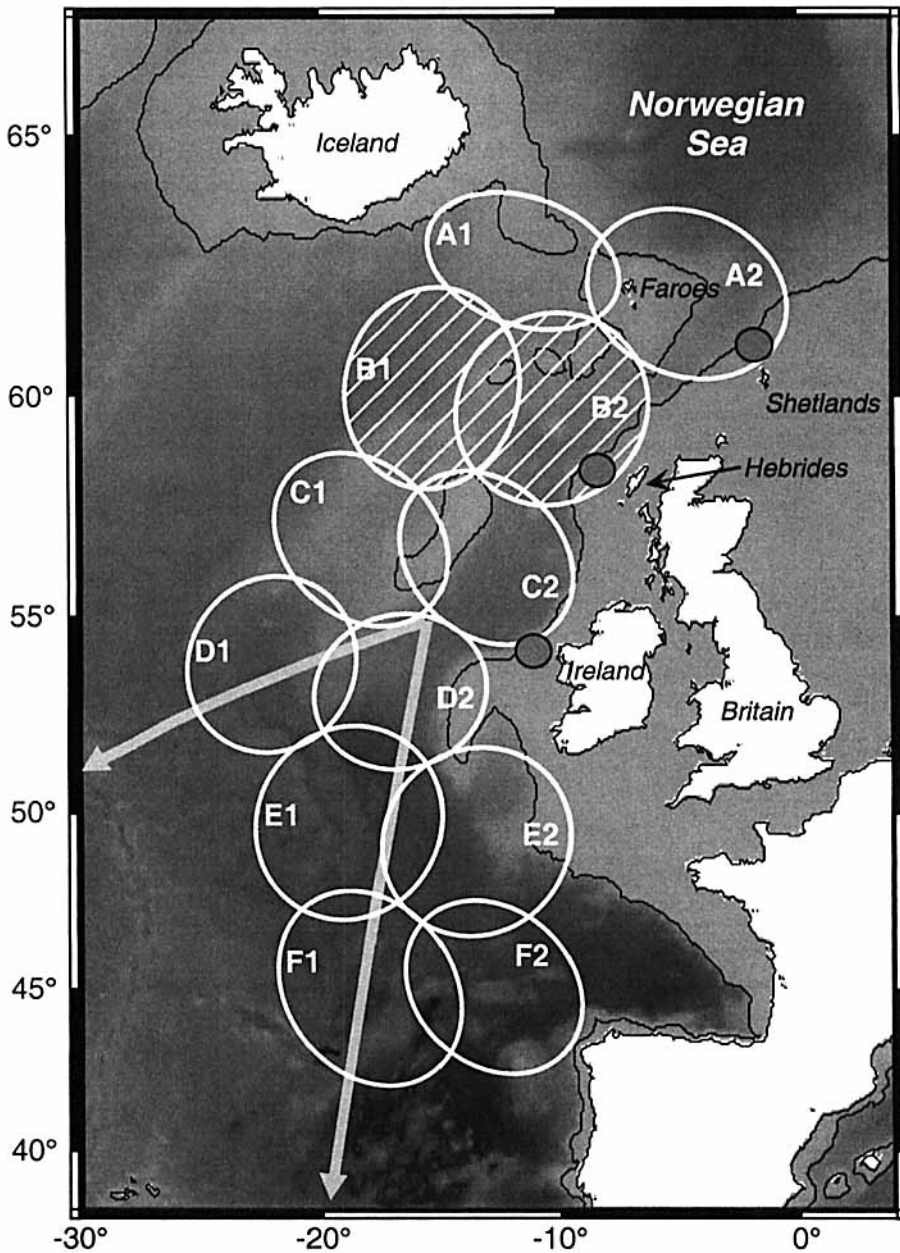 Norwegian
Sea
65°
Iceland
A1
A2
Faroes
B1
60°
B2
Shetlands
Hebrides
C1
C2
55°
D1
D2
Ireland
Britain
50°
E1
E2
F1
F2
45°
40°
-30°
-20°
-10°
0°